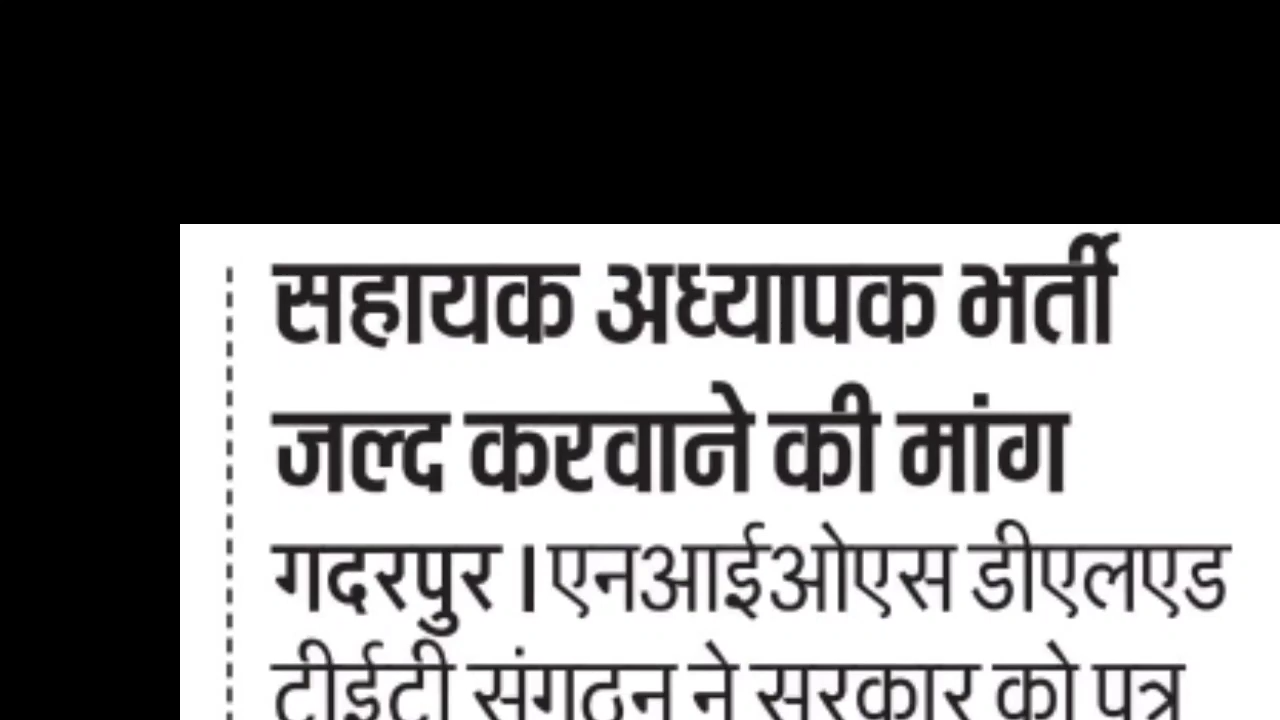 सहायक अध्यापक भर्ती
जल्द करवाने की मांग
गदरपुर । एनआईओएस डीएलएड
टीईटी संगठन ने सरकार को पत्र